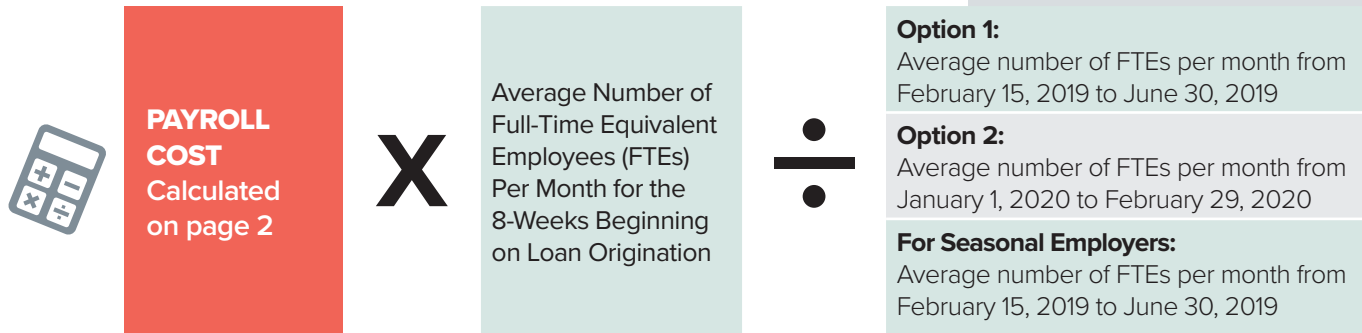 PAYROLL
COST
Calculated
on page 2
X
Average Number of
Full-Time Equivalent
Employees (FTEs)
Per Month for the
8-Weeks Beginning
on Loan Origination
÷
Option 1:
Average number of FTEs per month from
February 15, 2019 to June 30, 2019
Option 2:
Average number of FTEs per month from
January 1, 2020 to February 29, 2020
For Seasonal Employers:
Average number of FTEs per month from
February 15, 2019 to June 30, 2019